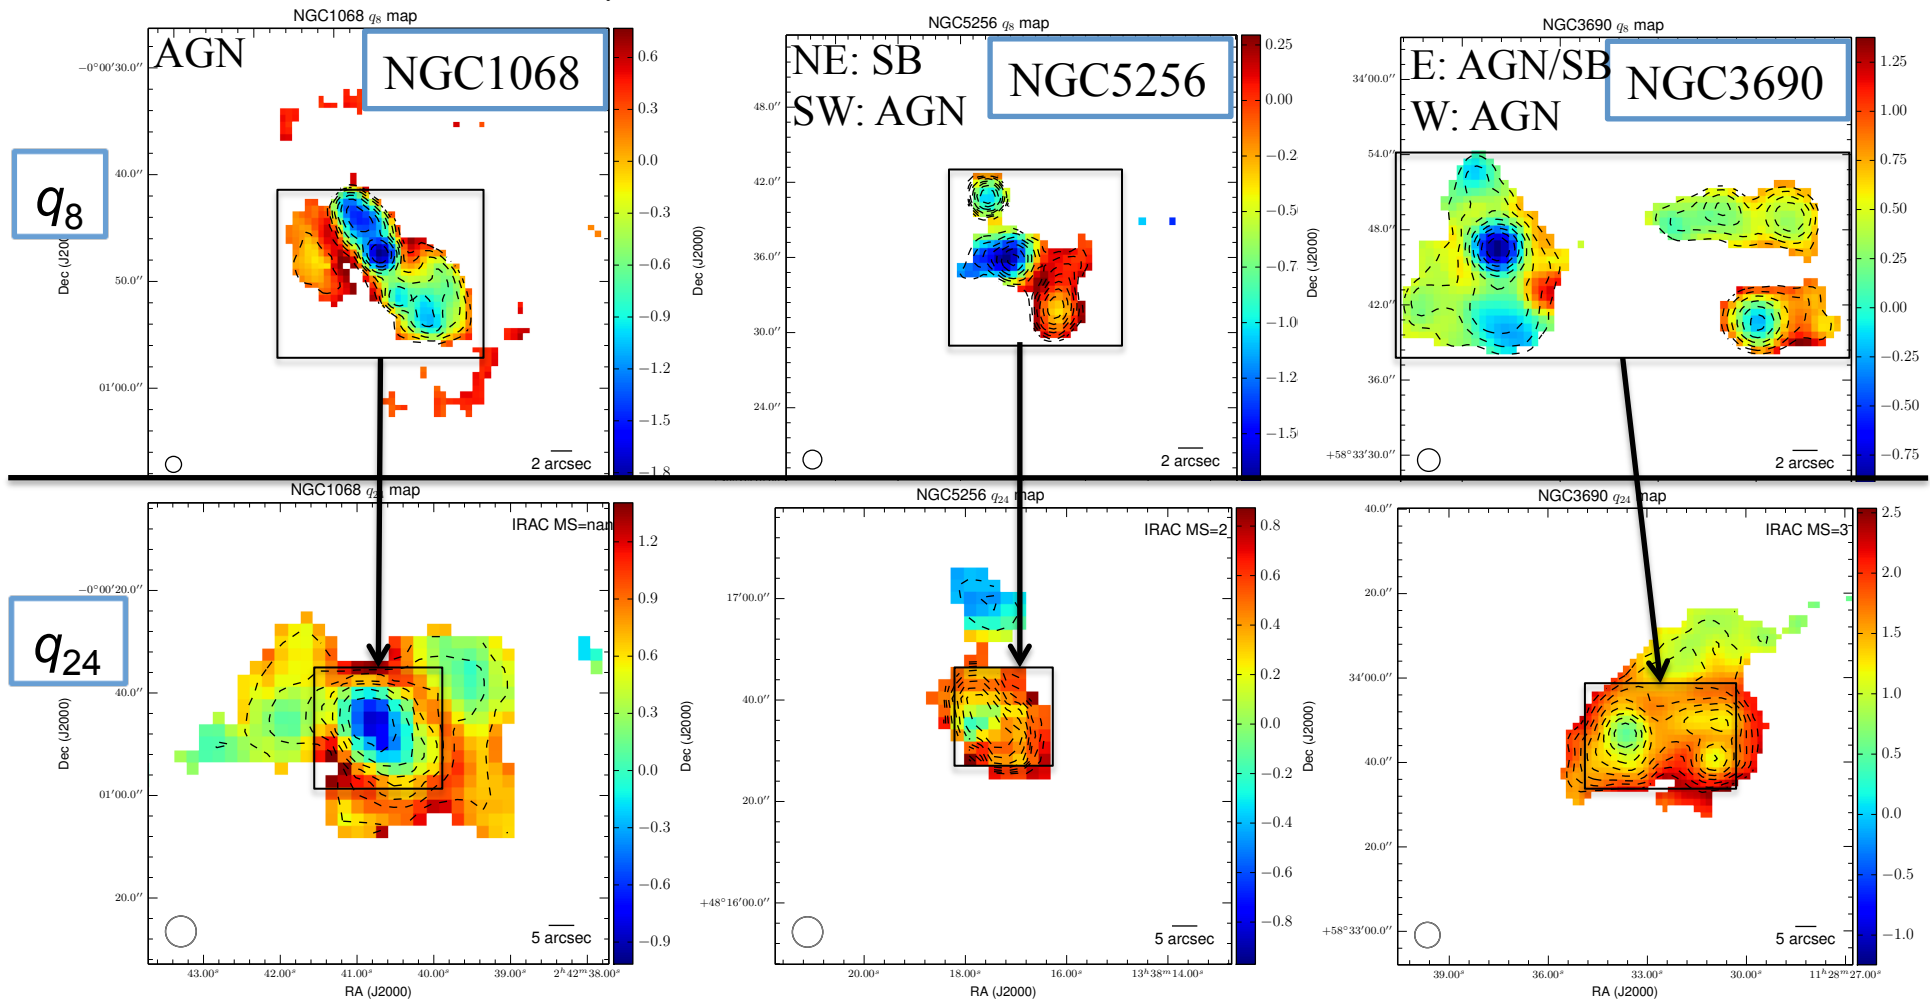 NGC1068 q8 map
AGN
NGC1068
−0°00′30.0″
40.0″
50.0″
01′00.0″
Dec (J2000)
2 arcsec
0.6
0.3
0.0
−0.3
−0.6
−0.9
−1.2
−1.5
−1.8
NGC5256 q8 map
NE: SB
SW: AGN
NGC5256
48.0″
42.0″
36.0″
30.0″
24.0″
Dec (J2000)
2 arcsec
0.25
0.00
−0.2
−0.5
−0.7
−1.0
−1.2
−1.5
NGC3690 q8 map
E: AGN/SB
W: AGN
NGC3690
34′00.0″
54.0″
48.0″
42.0″
36.0″
+58°33′30.0″
Dec (J2000)
2 arcsec
1.25
1.00
0.75
0.50
0.25
0.00
−0.25
−0.50
−0.75
q8
q24
NGC1068 q24 map
IRAC MS=nan
−0°00′20.0″
40.0″
01′00.0″
20.0″
Dec (J2000)
5 arcsec
43.00s 42.00s 41.00s 40.00s 39.00s 2h42m38.00s
RA (J2000)
1.2
0.9
0.6
0.3
0.0
−0.3
−0.6
−0.9
NGC5256 q24 map
IRAC MS=2
17′00.0″
40.0″
20.0″
+48°16′00.0″
Dec (J2000)
5 arcsec
20.00s 18.00s 16.00s 13h38m14.00s
RA (J2000)
0.8
0.6
0.4
0.2
0.0
−0.2
−0.4
−0.6
−0.8
NGC3690 q24 map
IRAC MS=3
40.0″
20.0″
34′00.0″
40.0″
20.0″
+58°33′00.0″
Dec (J2000)
5 arcsec
39.00s 36.00s 33.00s 30.00s 11h28m27.00s
RA (J2000)
2.5
2.0
1.5
1.0
0.5
0.0
−0.5
−1.0